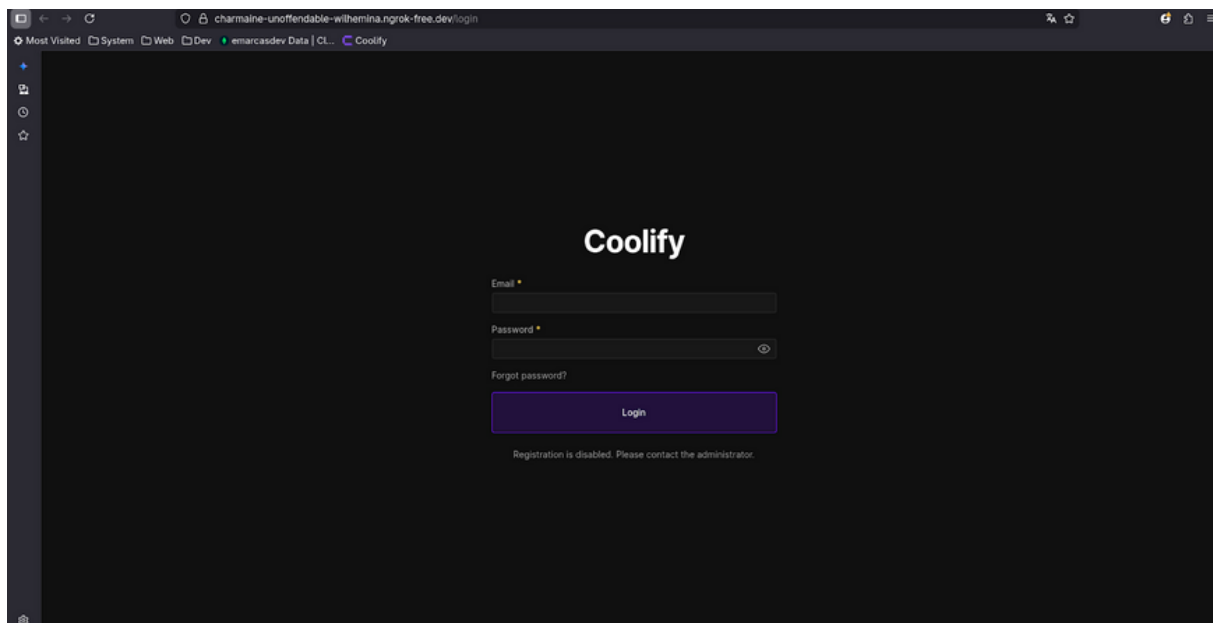 charmaine-unoffendable-wilhemina.ngrok-free.dev/login
Most Visited System Web Dev emarcasdev Data | Cl... Coolify
Coolify
Email *
Password *
Forgot password?
Login
Registration is disabled. Please contact the administrator.